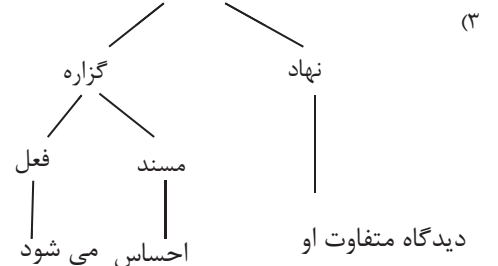 ۳)
نهاد گزاره
مسند فعل
دیدگاه متفاوت او احساس می شود